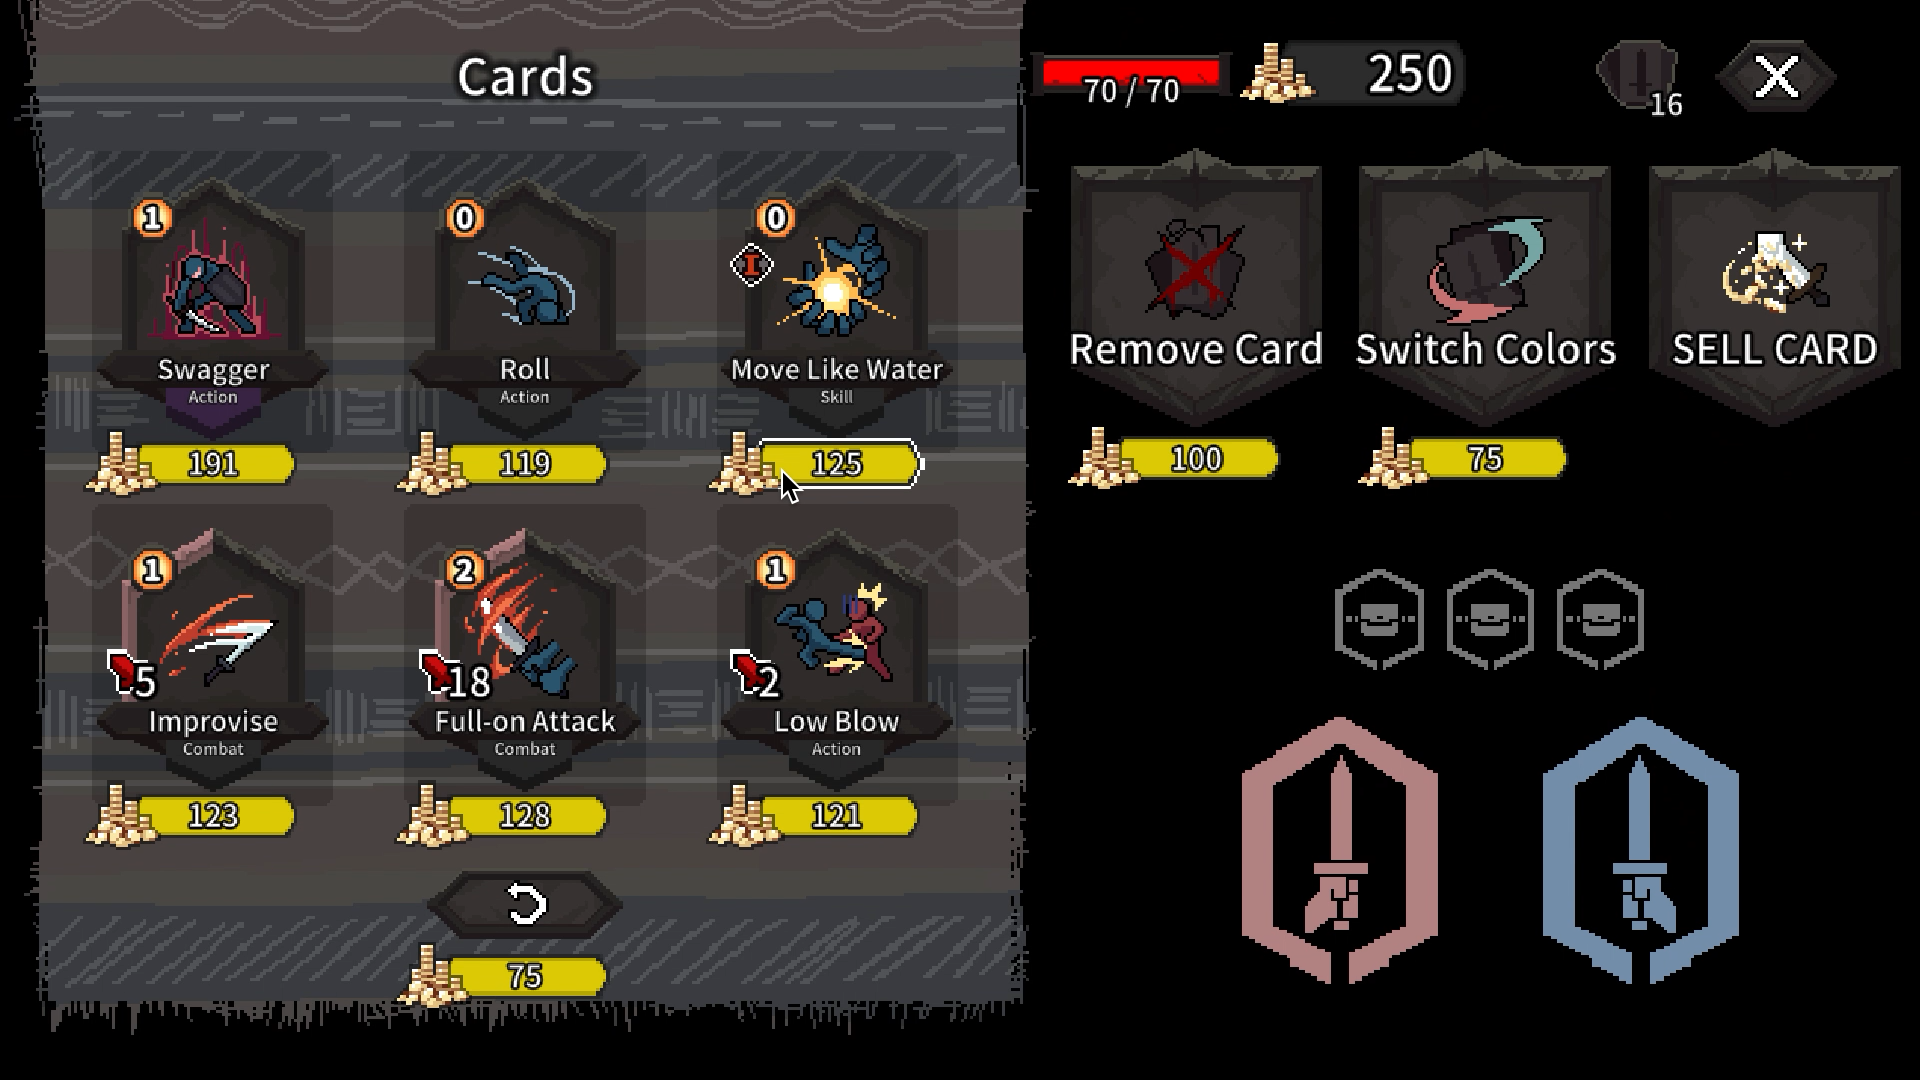 Cards
70 / 70
250
16
1
0
0
I
Swagger
Roll
Move Like Water
Action
Action
Skill
191
119
125
Remove Card
Switch Colors
SELL CARD
100
75
1
2
1
5
18
2
Improvise
Full-on Attack
Low Blow
Combat
Combat
Action
123
128
121
75